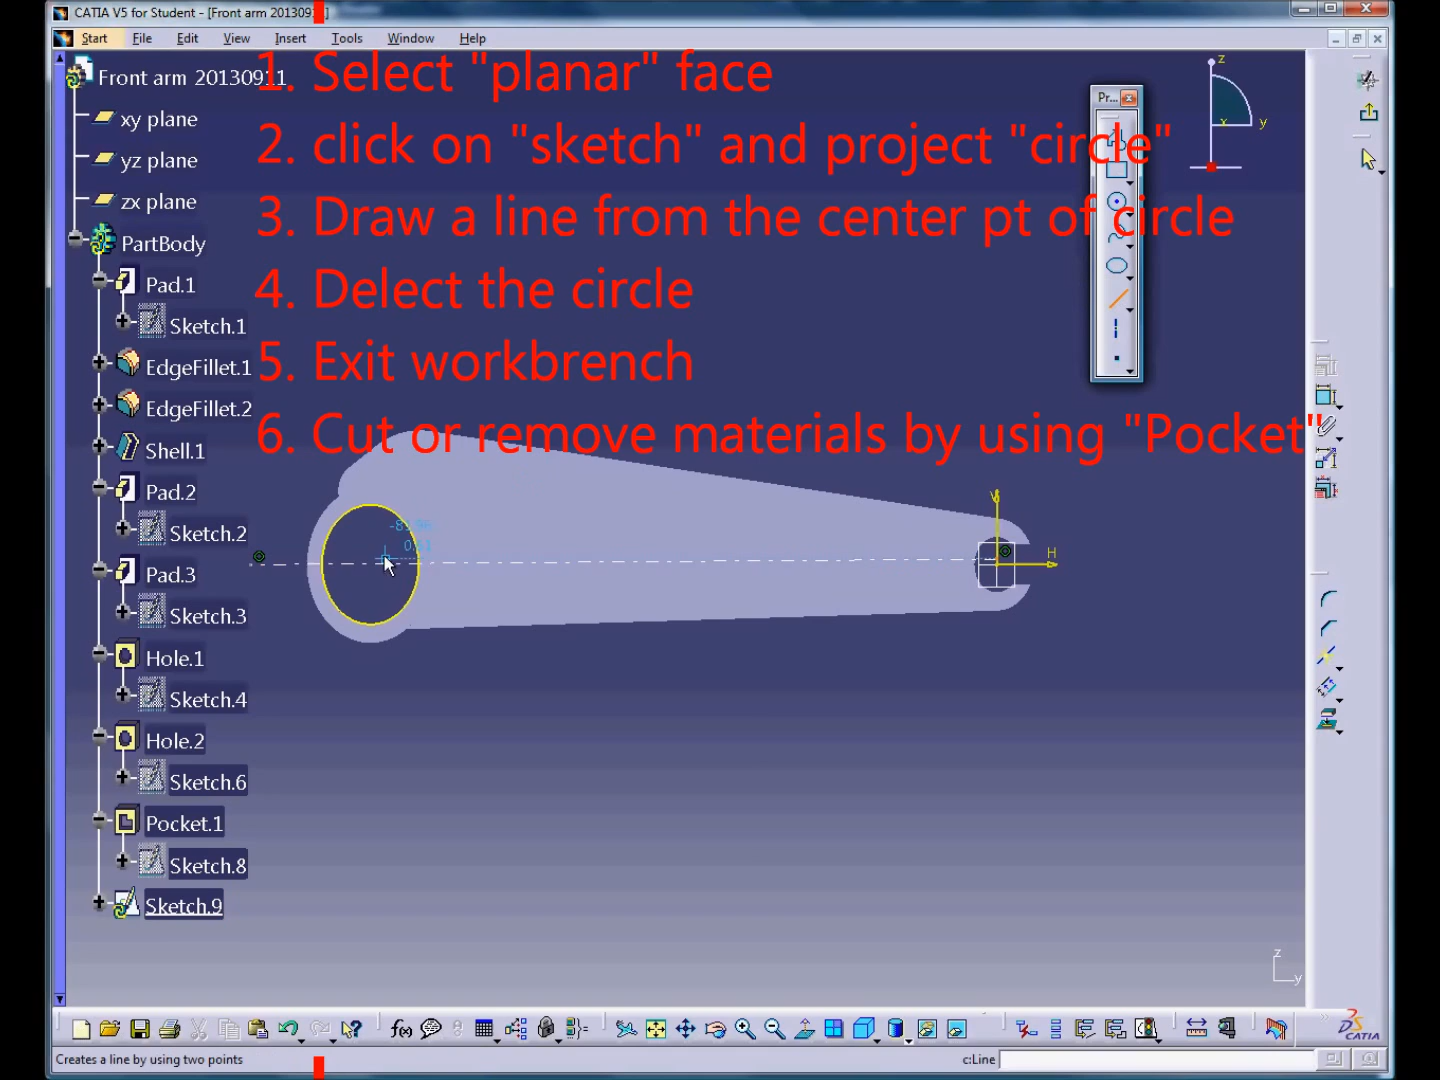 CATIA V5 for Student - [Front arm 2013091
Start File Edit View Insert Tools Window Help
Front arm 20130911
1. Select "planar" face
2. click on "sketch" and project "circle"
3. Draw a line from the center pt of circle
4. Delect the circle
5. Exit workbrench
6. Cut or remove materials by using "Pocket"
xy plane
yz plane
zx plane
PartBody
Pad.1
Sketch.1
EdgeFillet.1
EdgeFillet.2
Shell.1
Pad.2
Sketch.2
Pad.3
Sketch.3
Hole.1
Sketch.4
Hole.2
Sketch.6
Pocket.1
Sketch.8
Sketch.9
Pr...
z
x y
V
H
z
y
f(x)
CATIA
Creates a line by using two points
c:Line